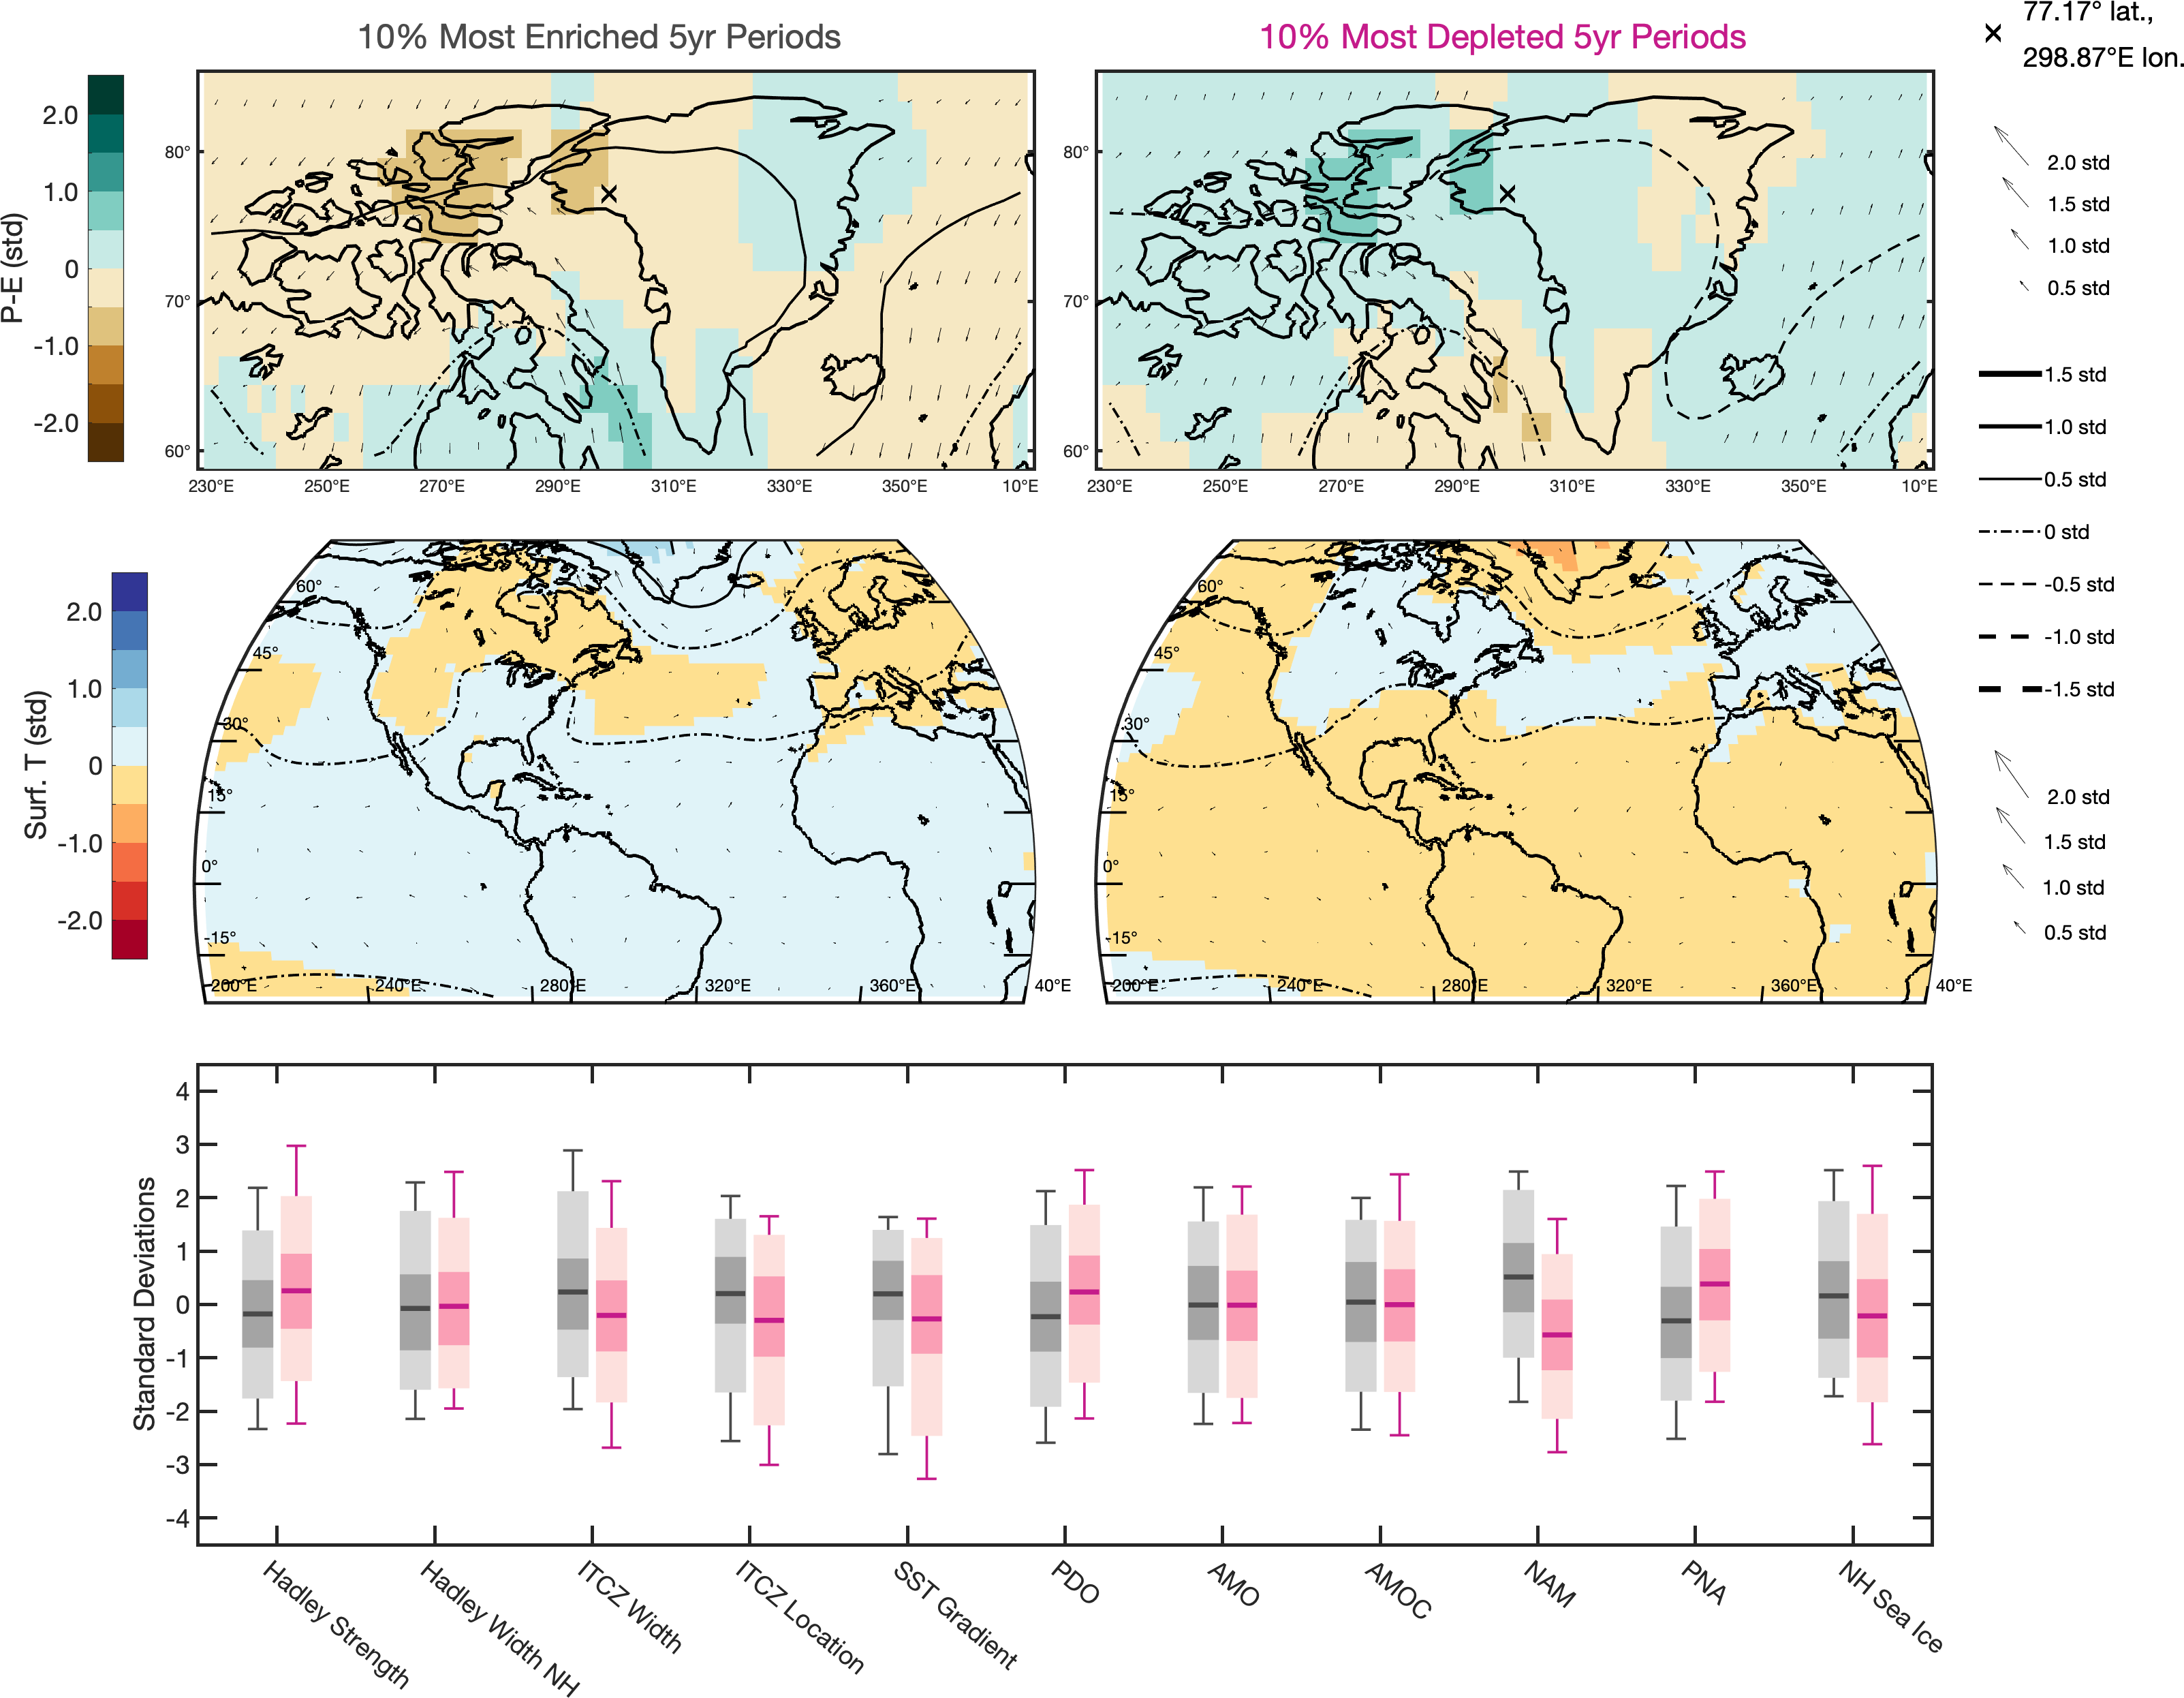 10% Most Enriched 5yr Periods
10% Most Depleted 5yr Periods
77.17° lat.,
298.87°E lon.
P-E (std)
2.0
1.0
0
-1.0
-2.0
80°
70°
60°
230°E 250°E 270°E 290°E 310°E 330°E 350°E 10°E
80°
70°
60°
230°E 250°E 270°E 290°E 310°E 330°E 350°E 10°E
2.0 std
1.5 std
1.0 std
0.5 std
1.5 std
1.0 std
0.5 std
0 std
-0.5 std
-1.0 std
-1.5 std
Surf. T (std)
2.0
1.0
0
-1.0
-2.0
60°
45°
30°
15°
0°
-15°
200°E 240°E 280°E 320°E 360°E 40°E
60°
45°
30°
15°
0°
-15°
200°E 240°E 280°E 320°E 360°E 40°E
2.0 std
1.5 std
1.0 std
0.5 std
Standard Deviations
4
3
2
1
0
-1
-2
-3
-4
Hadley Strength
Hadley Width NH
ITCZ Width
ITCZ Location
SST Gradient
PDO
AMO
AMOC
NAM
PNA
NH Sea Ice